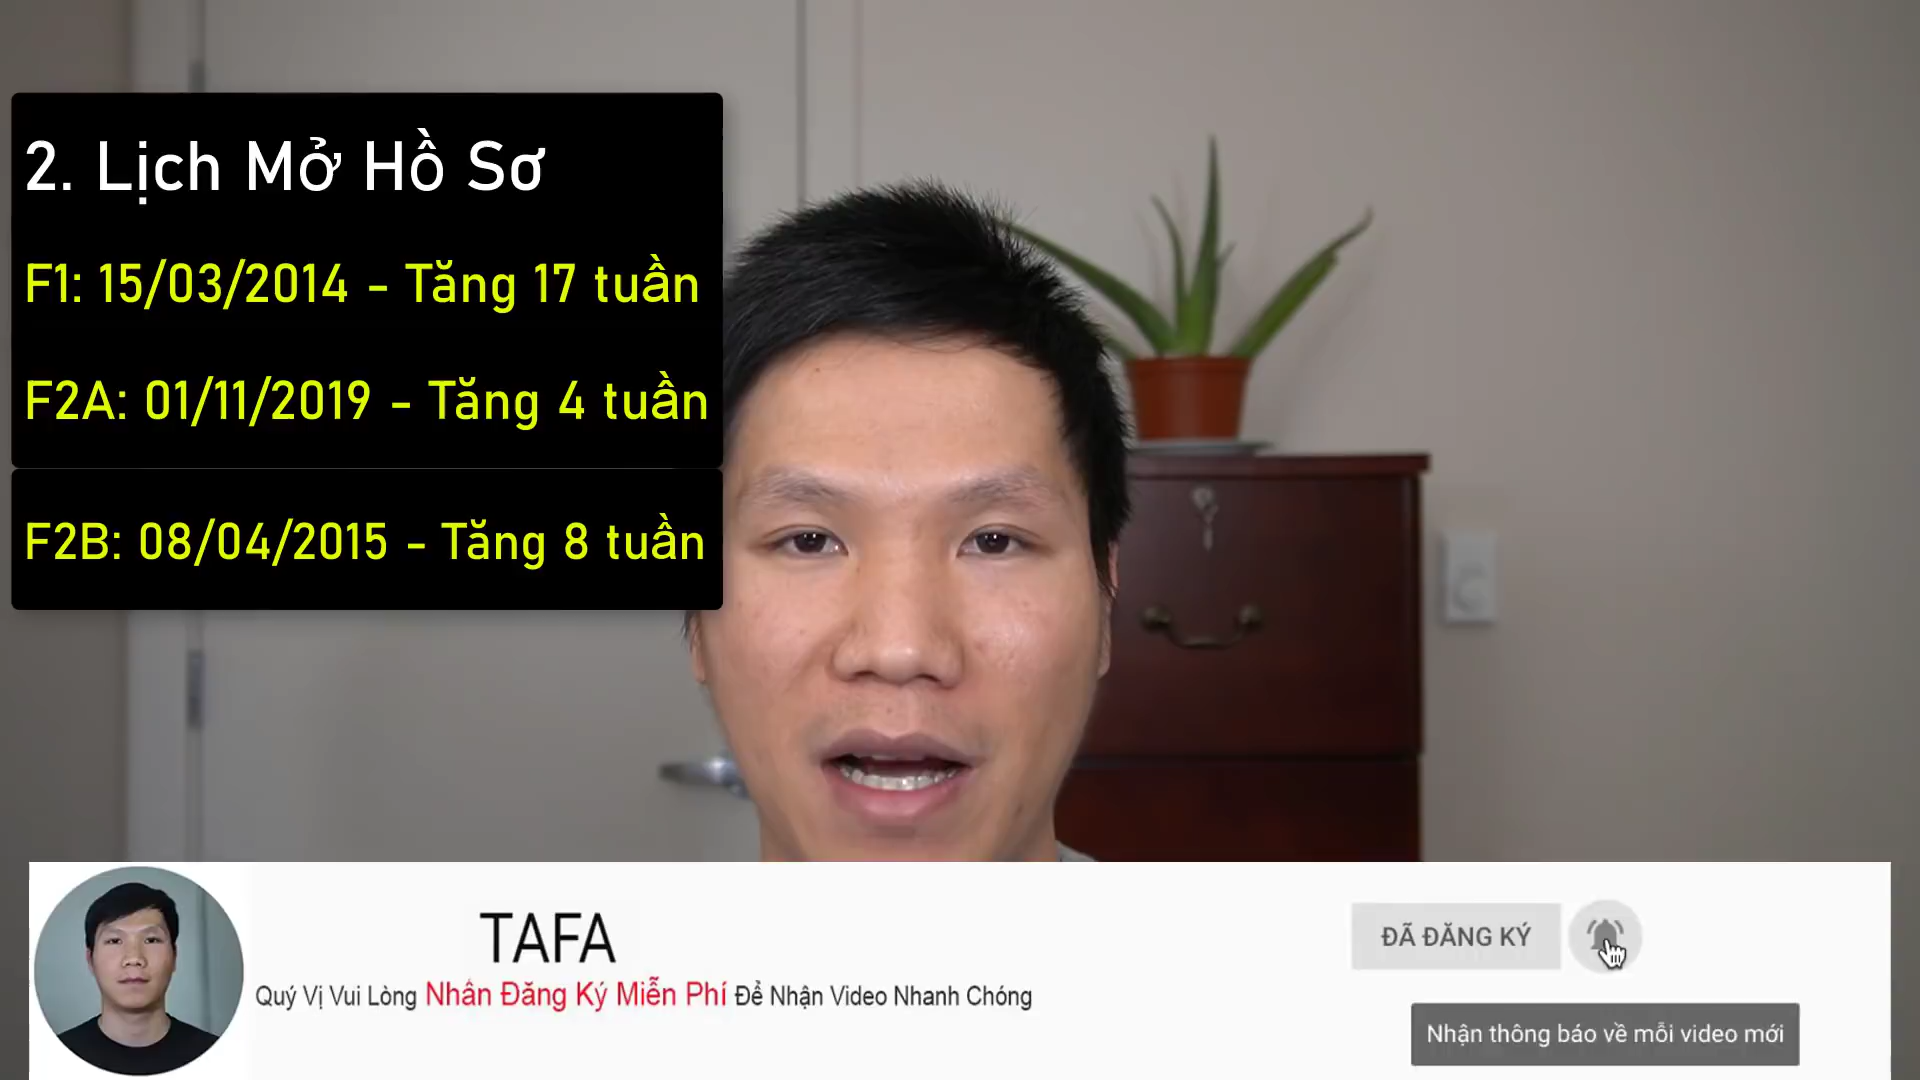 2. Lịch Mở Hồ Sơ
F1: 15/03/2014 - Tăng 17 tuần
F2A: 01/11/2019 - Tăng 4 tuần
F2B: 08/04/2015 - Tăng 8 tuần
TAFA
Quý Vị Vui Lòng Nhấn Đăng Ký Miễn Phí Để Nhận Video Nhanh Chóng
ĐÃ ĐĂNG KÝ
Nhận thông báo về mỗi video mới